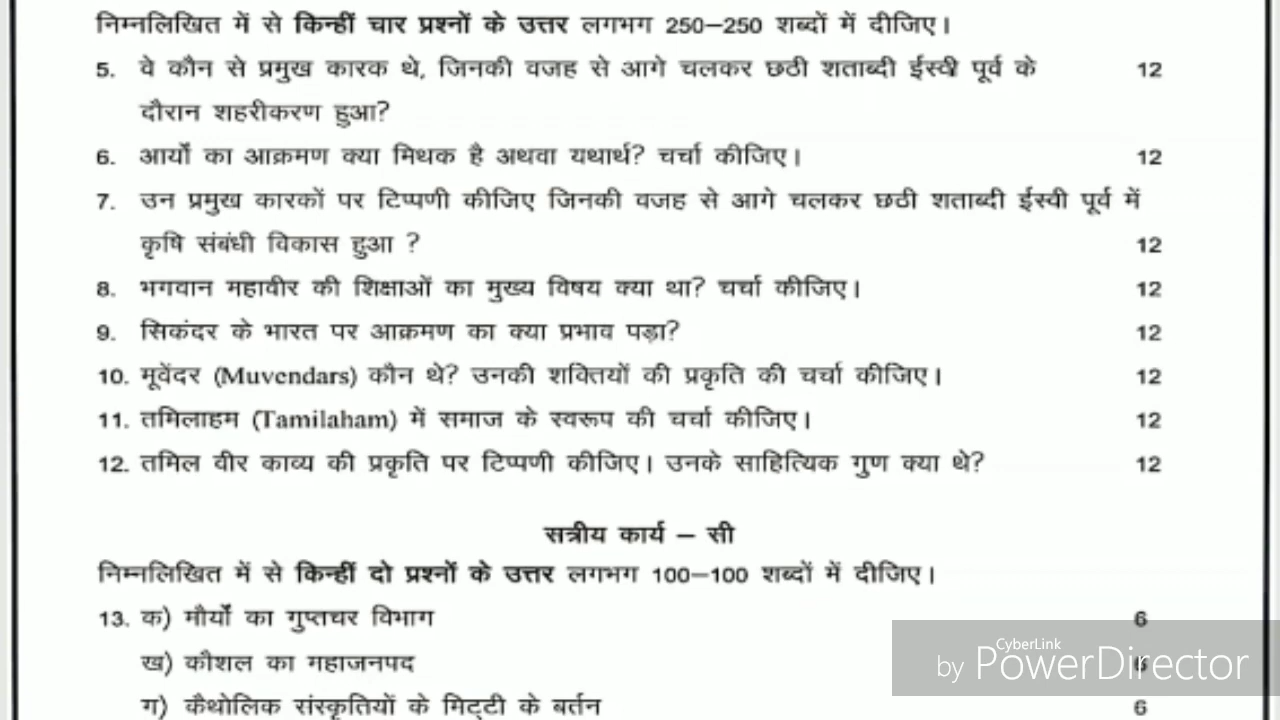 निम्नलिखित में से किन्हीं चार प्रश्नों के उत्तर लगभग 250–250 शब्दों में दीजिए।
5. वे कौन से प्रमुख कारक थे, जिनकी वजह से आगे चलकर छठी शताब्दी ईस्वी पूर्व के 12
दौरान शहरीकरण हुआ?
6. आर्यों का आक्रमण क्या मिथक है अथवा यथार्थ? चर्चा कीजिए। 12
7. उन प्रमुख कारकों पर टिप्पणी कीजिए जिनकी वजह से आगे चलकर छठी शताब्दी ईस्वी पूर्व में
कृषि संबंधी विकास हुआ ? 12
8. भगवान महावीर की शिक्षाओं का मुख्य विषय क्या था? चर्चा कीजिए। 12
9. सिकंदर के भारत पर आक्रमण का क्या प्रभाव पड़ा? 12
10. मूवेंदर (Muvendars) कौन थे? उनकी शक्तियों की प्रकृति की चर्चा कीजिए। 12
11. तमिलाहम (Tamilaham) में समाज के स्वरूप की चर्चा कीजिए। 12
12. तमिल वीर काव्य की प्रकृति पर टिप्पणी कीजिए। उनके साहित्यिक गुण क्या थे? 12
सत्रीय कार्य – सी
निम्नलिखित में से किन्हीं दो प्रश्नों के उत्तर लगभग 100–100 शब्दों में दीजिए।
13. क) मौर्यों का गुप्तचर विभाग 6
ख) कौशल का महाजनपद 6
ग) कैथोलिक संस्कृतियों के मिट्टी के बर्तन 6
CyberLink
by PowerDirector